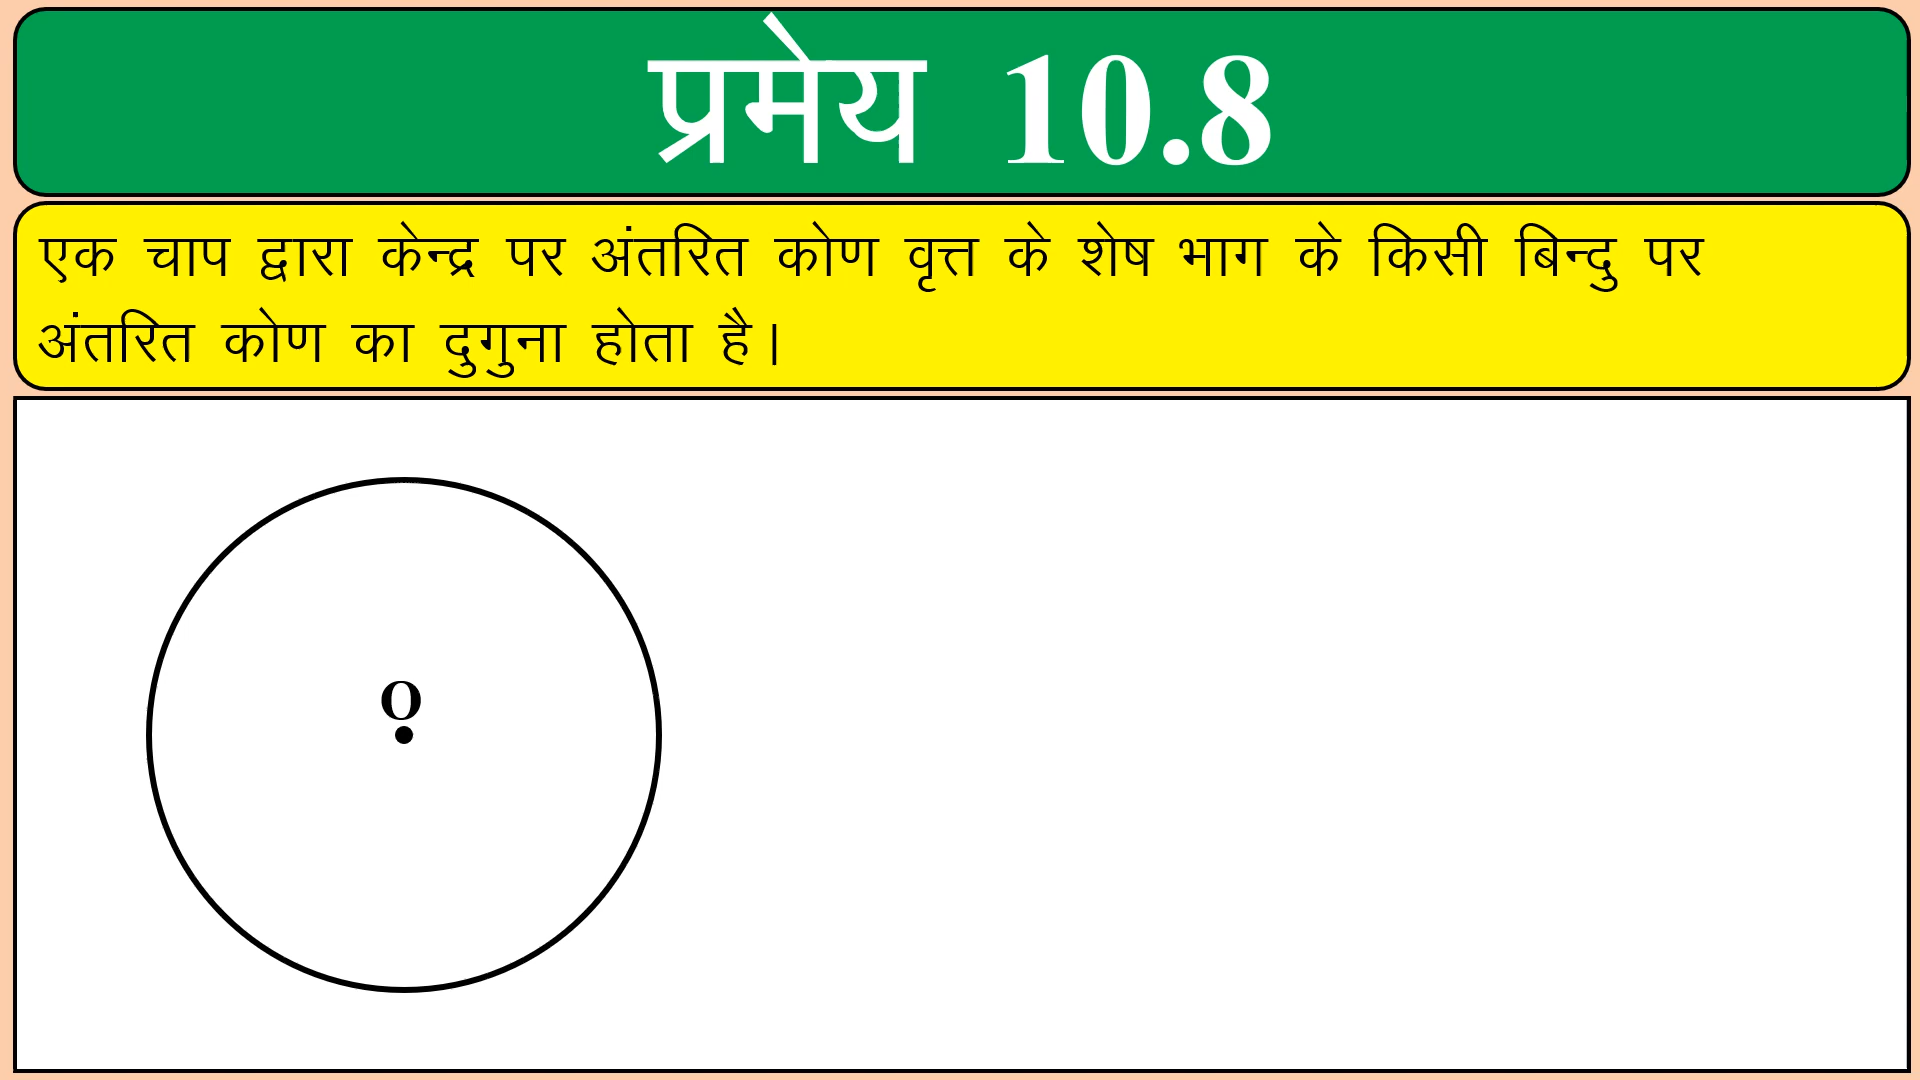 प्रमेय 10.8
एक चाप द्वारा केन्द्र पर अंतरित कोण वृत्त के शेष भाग के किसी बिन्दु पर
अंतरित कोण का दुगुना होता है।
O